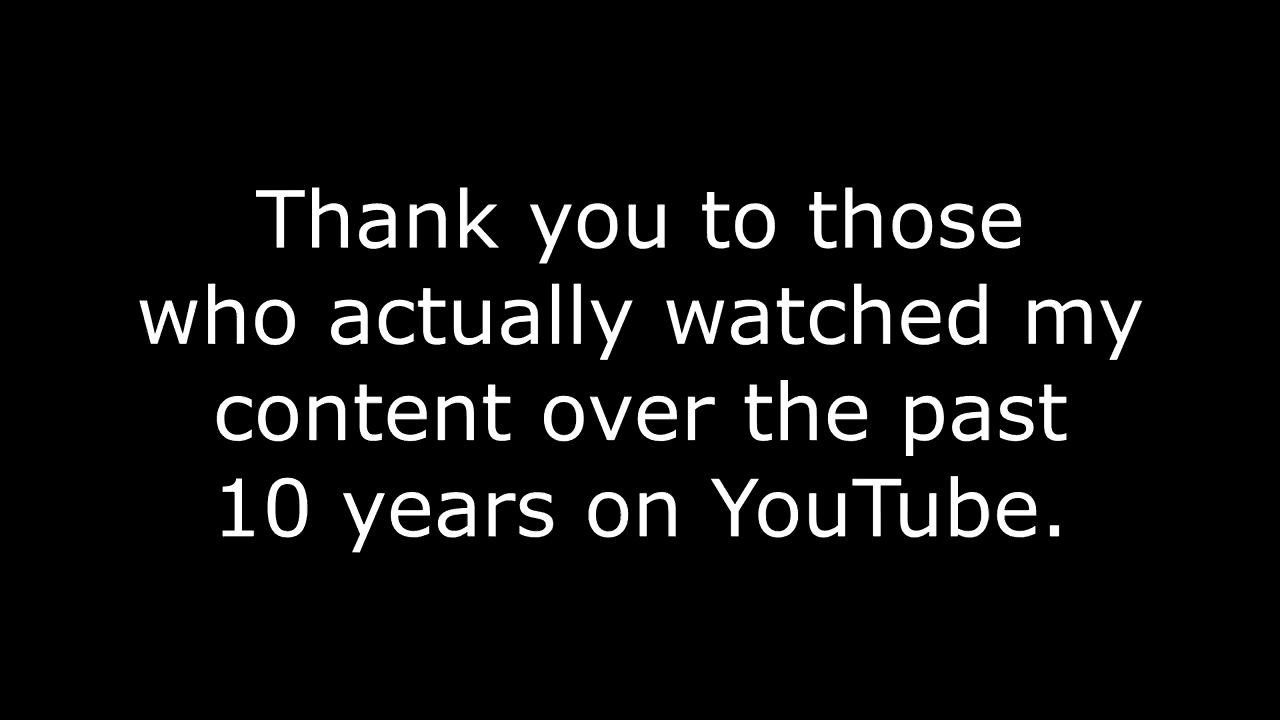 Thank you to those
who actually watched my
content over the past
10 years on YouTube.